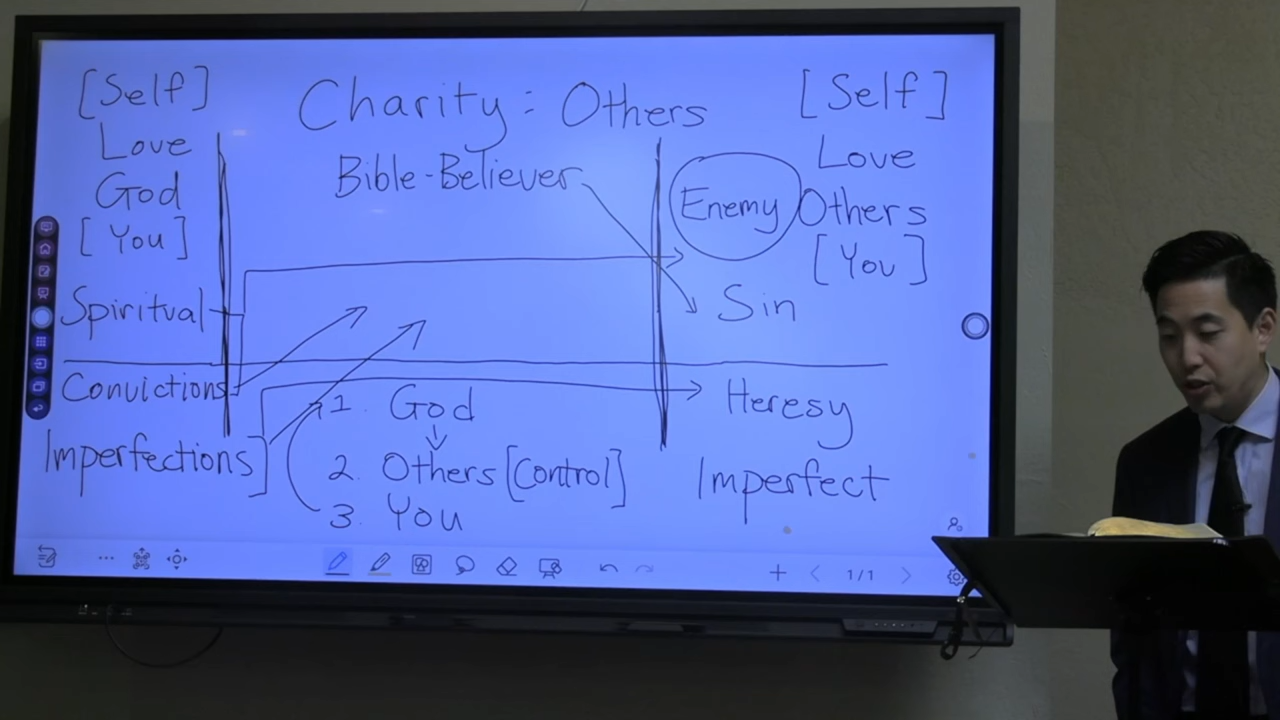 [Self]
Love
God
[You]
Spiritual
Convictions
Imperfections]
Charity: Others
Bible-Believer
1. God
2. Others [Control]
3. You
[Self]
Love
Enemy Others
[You]
Sin
Heresy
Imperfect
1/1